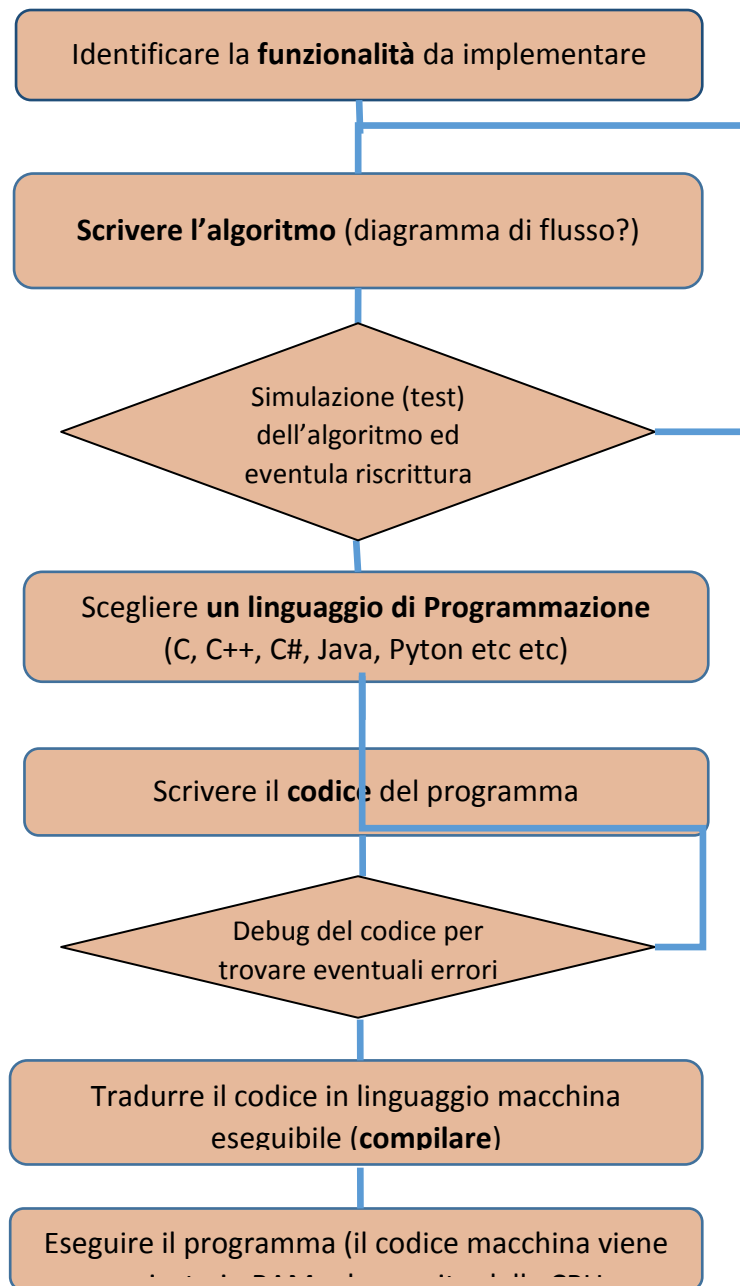 Identificare la funzionalità da implementare
Scrivere l’algoritmo (diagramma di flusso?)
Simulazione (test)
dell’algoritmo ed
eventula riscrittura
Scegliere un linguaggio di Programmazione
(C, C++, C#, Java, Pyton etc etc)
Scrivere il codice del programma
Debug del codice per
trovare eventuali errori
Tradurre il codice in linguaggio macchina
eseguibile (compilare)
Eseguire il programma (il codice macchina viene